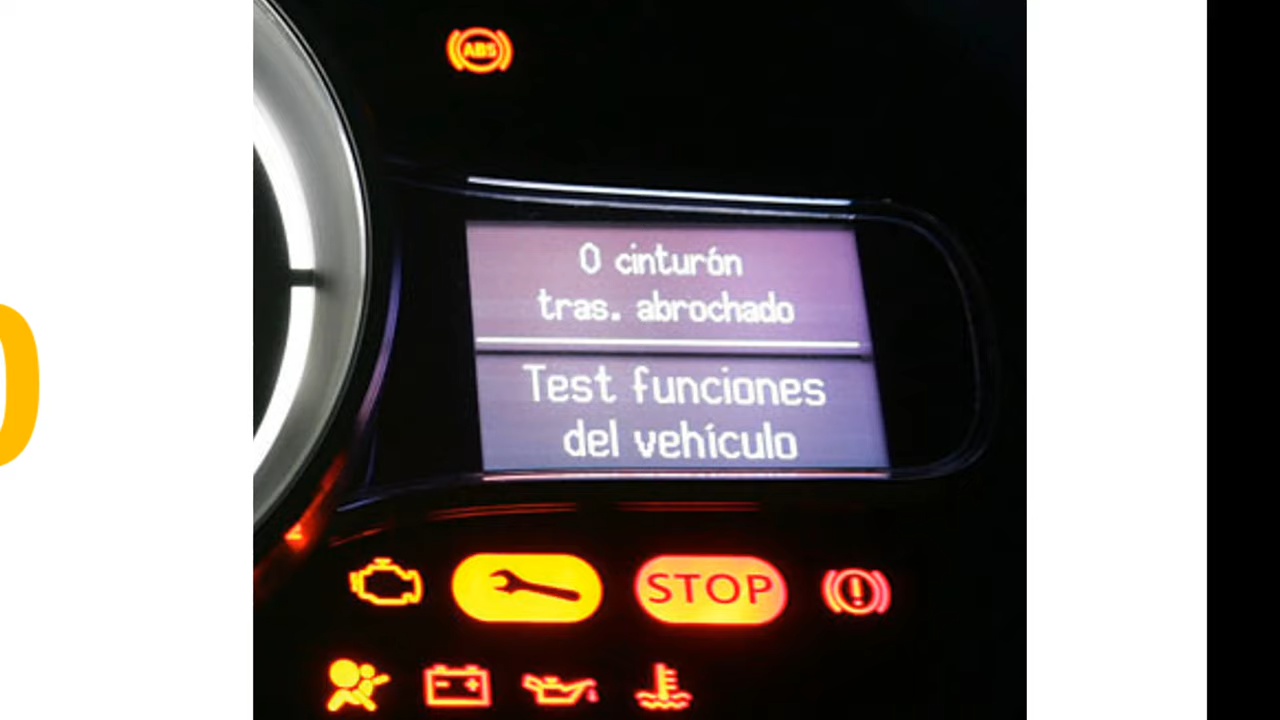 ABS
0 cinturón
tras. abrochado
Test funciones
del vehículo
STOP